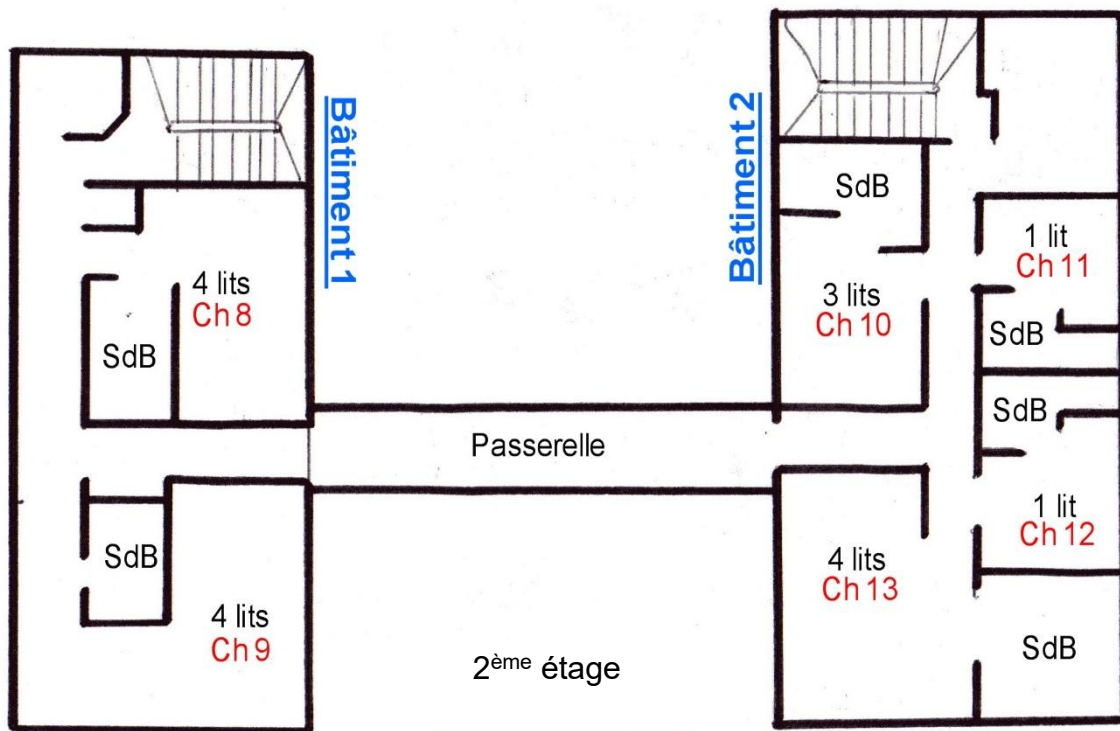 Bâtiment 1
4 lits
Ch 8
SdB
SdB
4 lits
Ch 9
Passerelle
2ème étage
Bâtiment 2
SdB
3 lits
Ch 10
1 lit
Ch 11
SdB
SdB
1 lit
Ch 12
4 lits
Ch 13
SdB